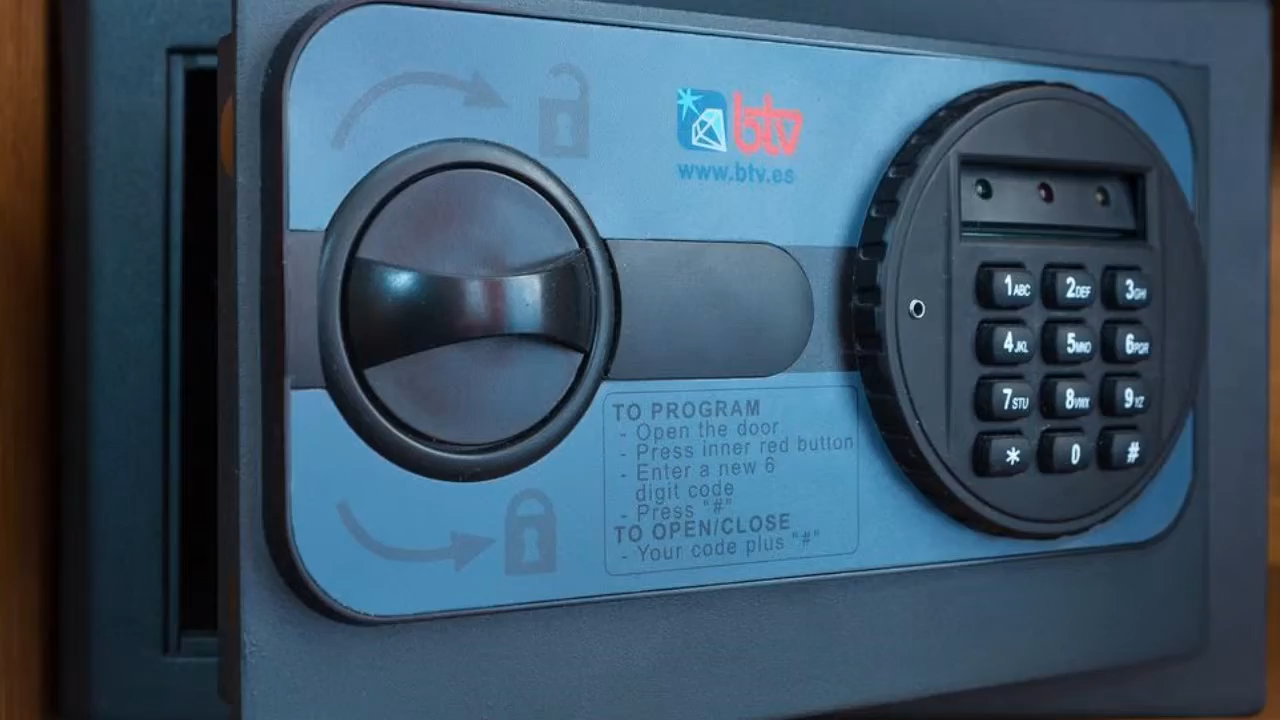 btv
www.btv.es
TO PROGRAM
- Open the door
- Press inner red button
- Enter a new 6
digit code
- Press "#"
TO OPEN/CLOSE
- Your code plus "#"
1ABC 2DEF 3GHI
4JKL 5MNO 6PQR
7STU 8VWX 9YZ
* 0 #